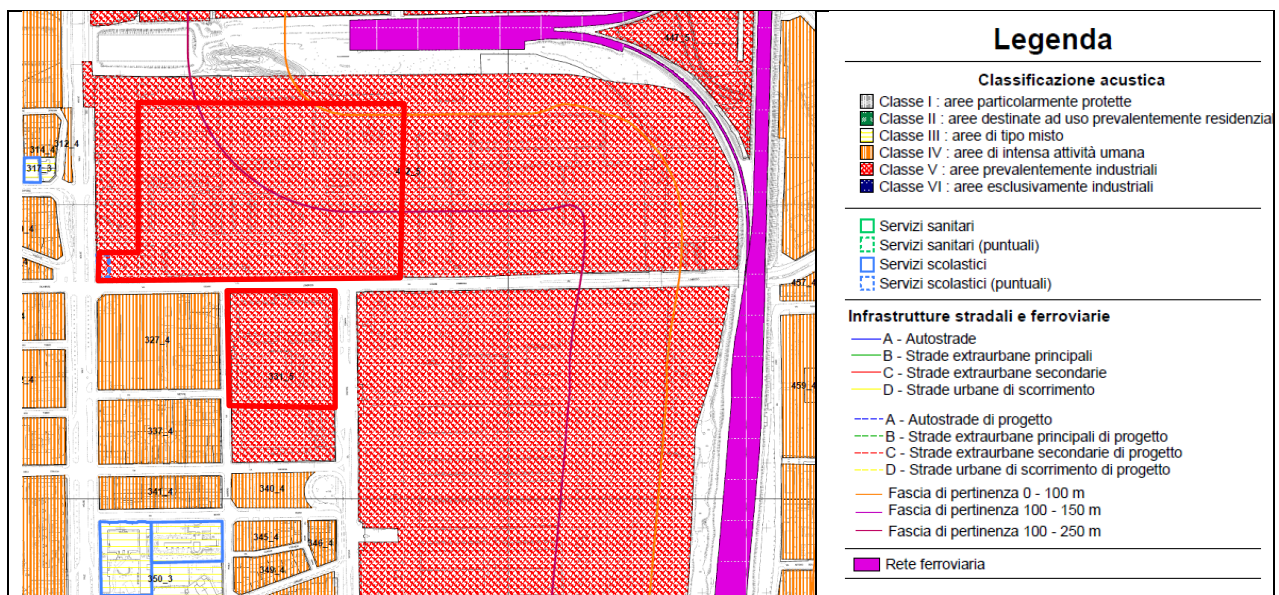 447_5
314_4
312_4
317_3
327_4
457_4
331_5
459_4
337_4
341_4
340_4
345_4
346_4
349_4
350_3
Legenda
Classificazione acustica
Classe I : aree particolarmente protette
Classe II : aree destinate ad uso prevalentemente residenzia
Classe III : aree di tipo misto
Classe IV : aree di intensa attività umana
Classe V : aree prevalentemente industriali
Classe VI : aree esclusivamente industriali
Servizi sanitari
Servizi sanitari (puntuali)
Servizi scolastici
Servizi scolastici (puntuali)
Infrastrutture stradali e ferroviarie
A - Autostrade
B - Strade extraurbane principali
C - Strade extraurbane secondarie
D - Strade urbane di scorrimento
A - Autostrade di progetto
B - Strade extraurbane principali di progetto
C - Strade extraurbane secondarie di progetto
D - Strade urbane di scorrimento di progetto
Fascia di pertinenza 0 - 100 m
Fascia di pertinenza 100 - 150 m
Fascia di pertinenza 100 - 250 m
Rete ferroviaria